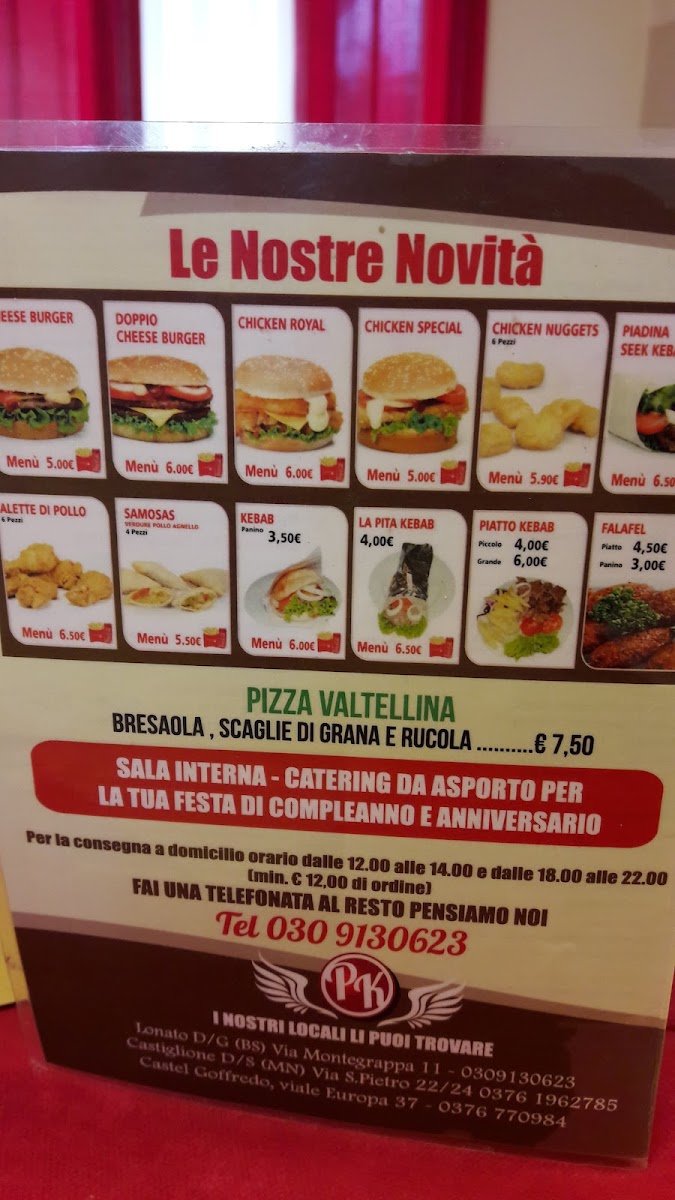 Le Nostre Novità
EESE BURGER
Menù 5.00€
DOPPIO
CHEESE BURGER
Menù 6.00€
CHICKEN ROYAL
Menù 6.00€
CHICKEN SPECIAL
Menù 5.00€
CHICKEN NUGGETS
6 Pezzi
Menù 5.90€
PIADINA
SEEK KEBA
Menù 6.50
ALETTE DI POLLO
6 Pezzi
Menù 6.50€
SAMOSAS
VERDURE POLLO AGNELLO
4 Pezzi
Menù 5.50€
KEBAB
Panino 3,50€
Menù 6.00€
LA PITA KEBAB
4,00€
Menù 6.50€
PIATTO KEBAB
Piccolo 4,00€
Grande 6,00€
FALAFEL
Piatto 4,50€
Panino 3,00€
PIZZA VALTELLINA
BRESAOLA , SCAGLIE DI GRANA E RUCOLA ..........€ 7,50
SALA INTERNA - CATERING DA ASPORTO PER
LA TUA FESTA DI COMPLEANNO E ANNIVERSARIO
Per la consegna a domicilio orario dalle 12.00 alle 14.00 e dalle 18.00 alle 22.00
(min. € 12,00 di ordine)
FAI UNA TELEFONATA AL RESTO PENSIAMO NOI
Tel 030 9130623
PK
I NOSTRI LOCALI LI PUOI TROVARE
Lonato D/G (BS) Via Montegrappa 11 - 0309130623
Castiglione D/S (MN) Via S.Pietro 22/24 0376 1962785
Castel Goffredo, viale Europa 37 - 0376 770984